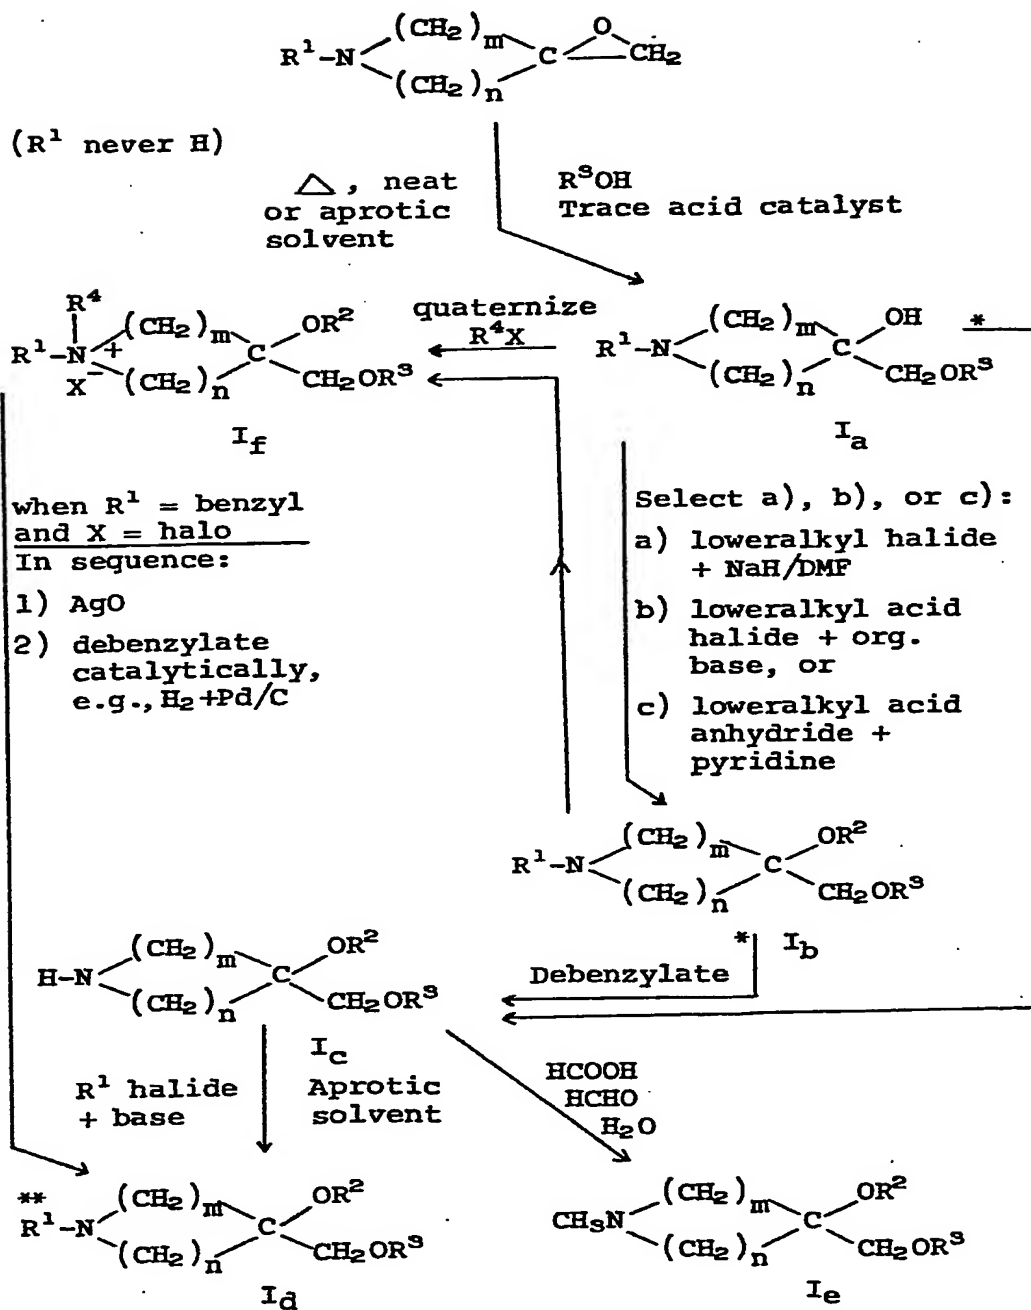 R¹-N (CH₂)m (CH₂)n C O CH₂
(R¹ never H)
△, neat
or aprotic
solvent
R³OH
Trace acid catalyst
R⁴
R¹-N + X⁻ (CH₂)m (CH₂)n C OR² CH₂OR³
If
quaternize
R⁴X
R¹-N (CH₂)m (CH₂)n C OH CH₂OR³
*
Ia
when R¹ = benzyl
and X = halo
In sequence:
1) AgO
2) debenzylate
catalytically,
e.g., H₂+Pd/C
Select a), b), or c):
a) loweralkyl halide
+ NaH/DMF
b) loweralkyl acid
halide + org.
base, or
c) loweralkyl acid
anhydride +
pyridine
R¹-N (CH₂)m (CH₂)n C OR² CH₂OR³
* Ib
Debenzylate
H-N (CH₂)m (CH₂)n C OR² CH₂OR³
Ic
R¹ halide
+ base
Aprotic
solvent
HCOOH
HCHO
H₂O
**
R¹-N (CH₂)m (CH₂)n C OR² CH₂OR³
Id
CH₃N (CH₂)m (CH₂)n C OR² CH₂OR³
Ie